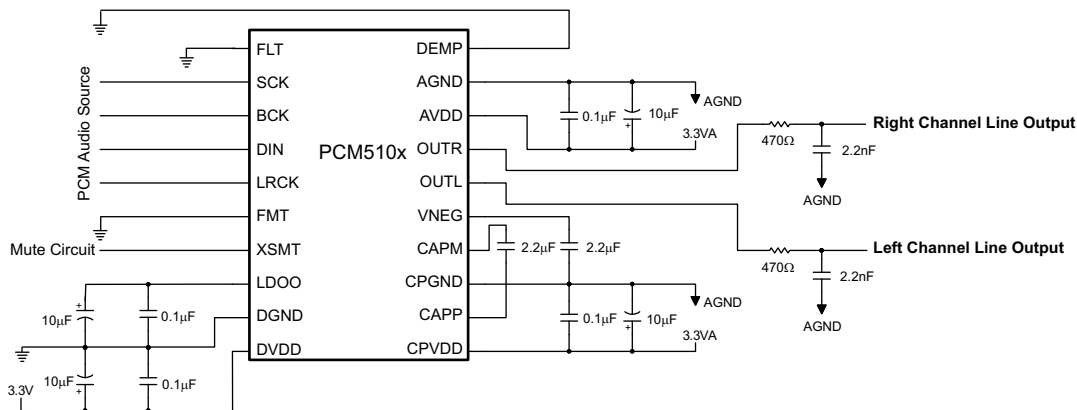 FLT
SCK
BCK
DIN
LRCK
FMT
XSMT
LDOO
DGND
DVDD
PCM510x
DEMP
AGND
AVDD
OUTR
OUTL
VNEG
CAPM
CPGND
CAPP
CPVDD
PCM Audio Source
Mute Circuit
10μF
+
0.1μF
10μF
+
0.1μF
3.3V
0.1μF
10μF
+
AGND
3.3VA
2.2μF
2.2μF
0.1μF
10μF
+
AGND
3.3VA
470Ω
Right Channel Line Output
2.2nF
AGND
470Ω
Left Channel Line Output
2.2nF
AGND